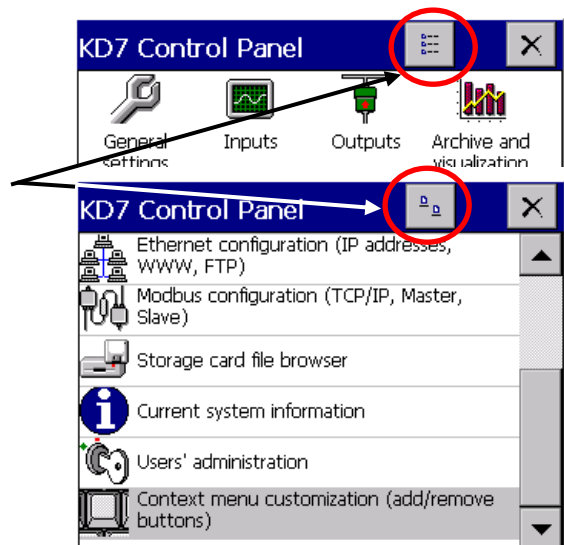 KD7 Control Panel
General Inputs Outputs Archive and
settings visualization
KD7 Control Panel
Ethernet configuration (IP addresses,
WWW, FTP)
Modbus configuration (TCP/IP, Master,
Slave)
Storage card file browser
Current system information
Users' administration
Context menu customization (add/remove
buttons)